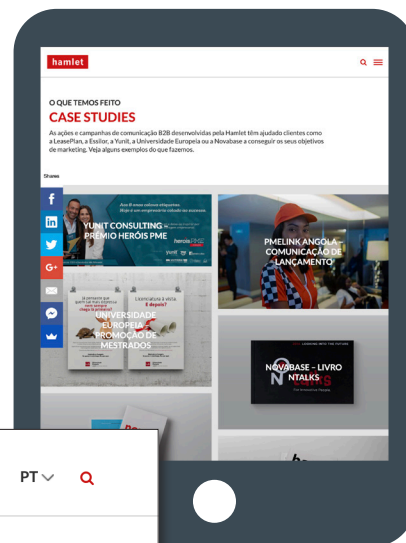 hamlet
O QUE TEMOS FEITO
CASE STUDIES
As ações e campanhas de comunicação B2B desenvolvidas pela Hamlet têm ajudado clientes como
a LeasePlan, a Essilor, a Yunit, a Universidade Europeia ou a Novabase a conseguir os seus objetivos
de marketing. Veja alguns exemplos do que fazemos.
Shares
YUNIT CONSULTING –
PRÉMIO HERÓIS PME
PMELINK ANGOLA –
COMUNICAÇÃO DE
LANÇAMENTO
Licenciatura à vista.
E depois?
UNIVERSIDADE
EUROPEIA –
PROMOÇÃO DE
MESTRADOS
NOVABASE – LIVRO
NTALKS
PT